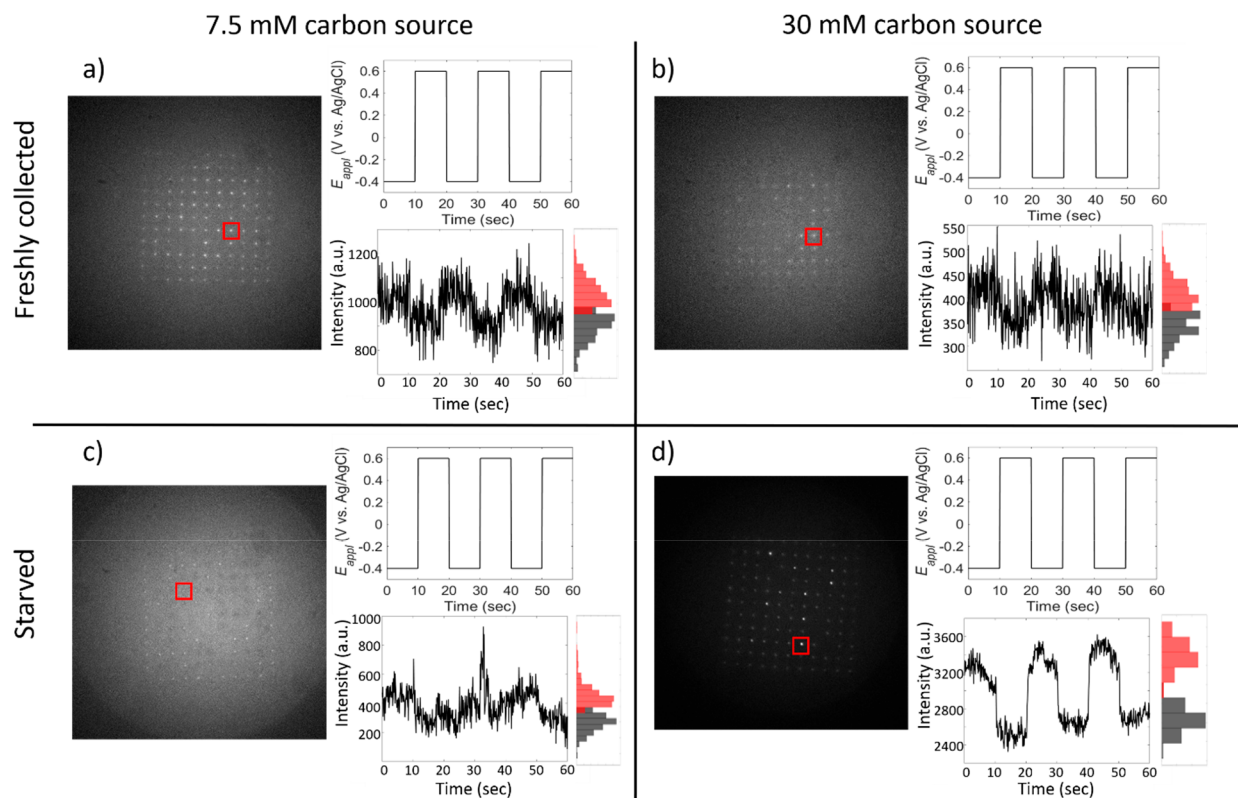 7.5 mM carbon source
30 mM carbon source
Freshly collected
Starved
a)
E_appl (V vs. Ag/AgCl)
0.6
0.4
0.2
0
-0.2
-0.4
0 10 20 30 40 50 60
Time (sec)
Intensity (a.u.)
1200
1000
800
0 10 20 30 40 50 60
Time (sec)
b)
E_appl (V vs. Ag/AgCl)
0.6
0.4
0.2
0
-0.2
-0.4
0 10 20 30 40 50 60
Time (sec)
Intensity (a.u.)
550
500
450
400
350
300
0 10 20 30 40 50 60
Time (sec)
c)
E_appl (V vs. Ag/AgCl)
0.6
0.4
0.2
0
-0.2
-0.4
0 10 20 30 40 50 60
Time (sec)
Intensity (a.u.)
1000
800
600
400
200
0 10 20 30 40 50 60
Time (sec)
d)
E_appl (V vs. Ag/AgCl)
0.6
0.4
0.2
0
-0.2
-0.4
0 10 20 30 40 50 60
Time (sec)
Intensity (a.u.)
3600
3200
2800
2400
0 10 20 30 40 50 60
Time (sec)